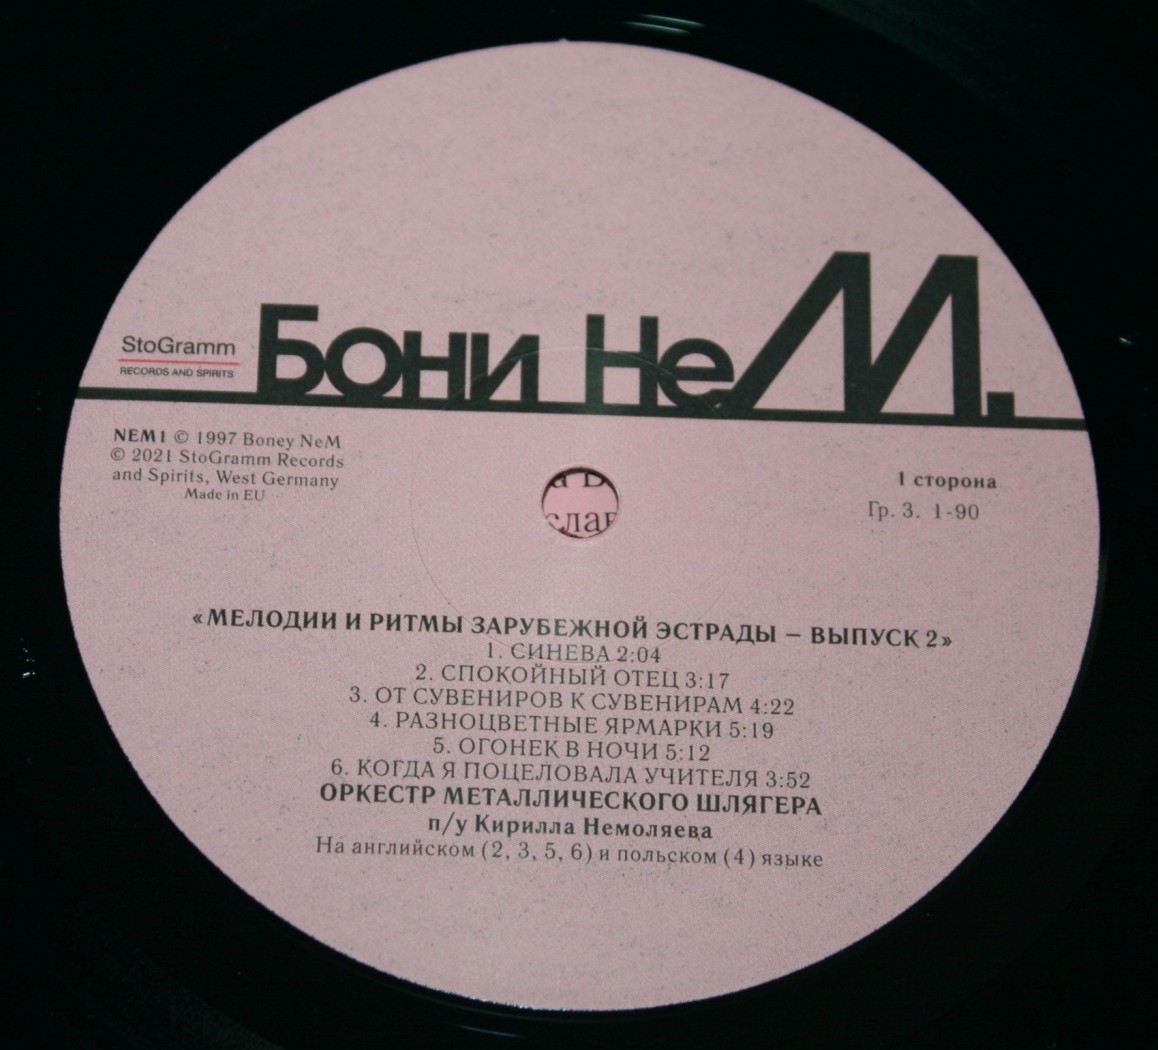 Бони НеМ.
StoGramm
RECORDS AND SPIRITS
NEM1 © 1997 Boney NeM
© 2021 StoGramm Records
and Spirits, West Germany
Made in EU
1 сторона
Гр. 3. 1-90
«МЕЛОДИИ И РИТМЫ ЗАРУБЕЖНОЙ ЭСТРАДЫ – ВЫПУСК 2»
1. СИНЕВА 2:04
2. СПОКОЙНЫЙ ОТЕЦ 3:17
3. ОТ СУВЕНИРОВ К СУВЕНИРАМ 4:22
4. РАЗНОЦВЕТНЫЕ ЯРМАРКИ 5:19
5. ОГОНЕК В НОЧИ 5:12
6. КОГДА Я ПОЦЕЛОВАЛА УЧИТЕЛЯ 3:52
ОРКЕСТР МЕТАЛЛИЧЕСКОГО ШЛЯГЕРА
п/у Кирилла Немоляева
На английском (2, 3, 5, 6) и польском (4) языке